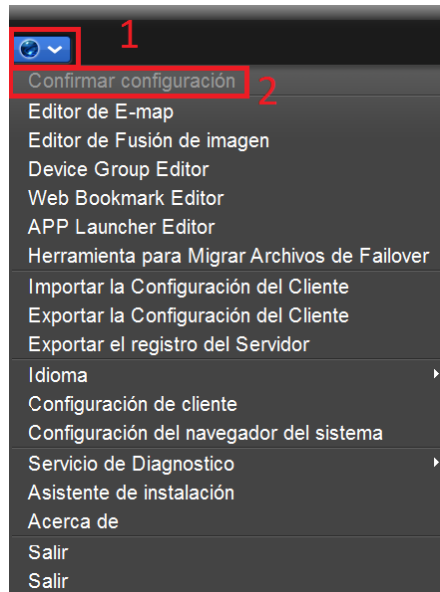 1
Confirmar configuración
2
Editor de E-map
Editor de Fusión de imagen
Device Group Editor
Web Bookmark Editor
APP Launcher Editor
Herramienta para Migrar Archivos de Failover
Importar la Configuración del Cliente
Exportar la Configuración del Cliente
Exportar el registro del Servidor
Idioma
Configuración de cliente
Configuración del navegador del sistema
Servicio de Diagnostico
Asistente de instalación
Acerca de
Salir
Salir